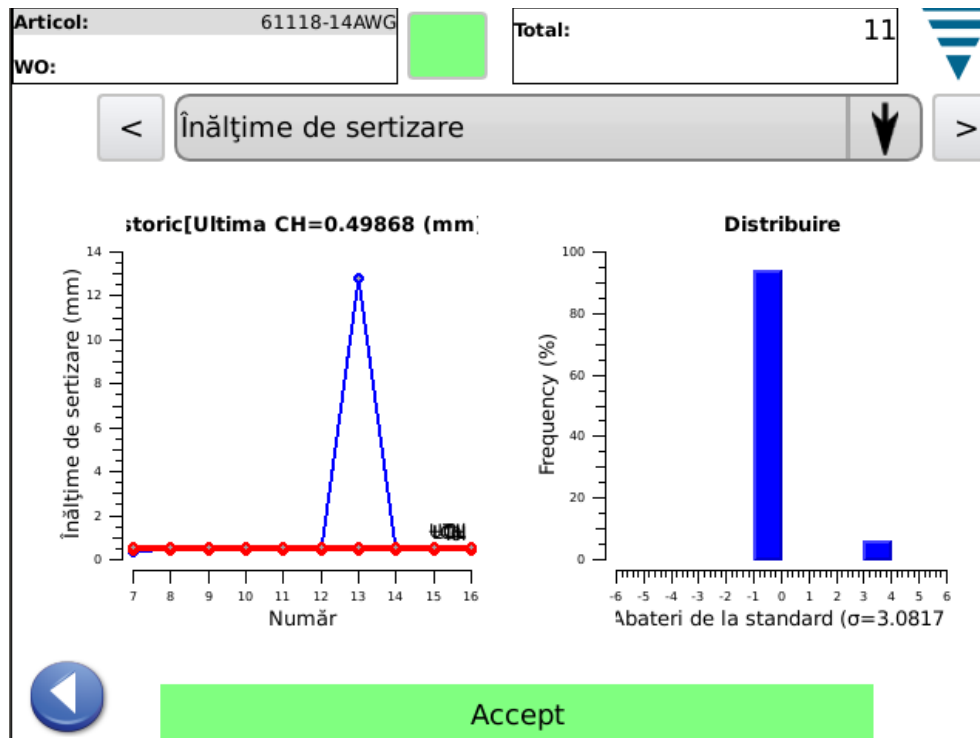 Articol: 61118-14AWG
WO:
Total: 11
<
Înălţime de sertizare
>
storic[Ultima CH=0.49868 (mm)
Înălţime de sertizare (mm)
14
12
10
8
6
4
2
0
7 8 9 10 11 12 13 14 15 16
Număr
Distribuire
Frequency (%)
100
80
60
40
20
0
-6 -5 -4 -3 -2 -1 0 1 2 3 4 5 6
Abateri de la standard (σ=3.0817
Accept